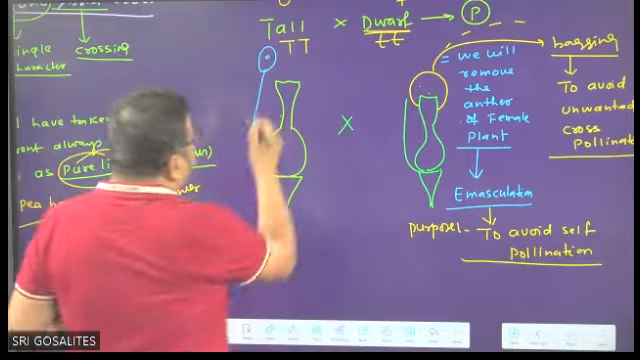 Tall × Dwarf → P
TT tt
single
character
crossing
= we will
remove
the
anther
of Female
Plant
Emasculation
purpose- To avoid self
pollination
bagging
To avoid
unwanted
cross
Pollinat
×
I have taken
rent always
as pure li
Pea
SRI GOSALITES